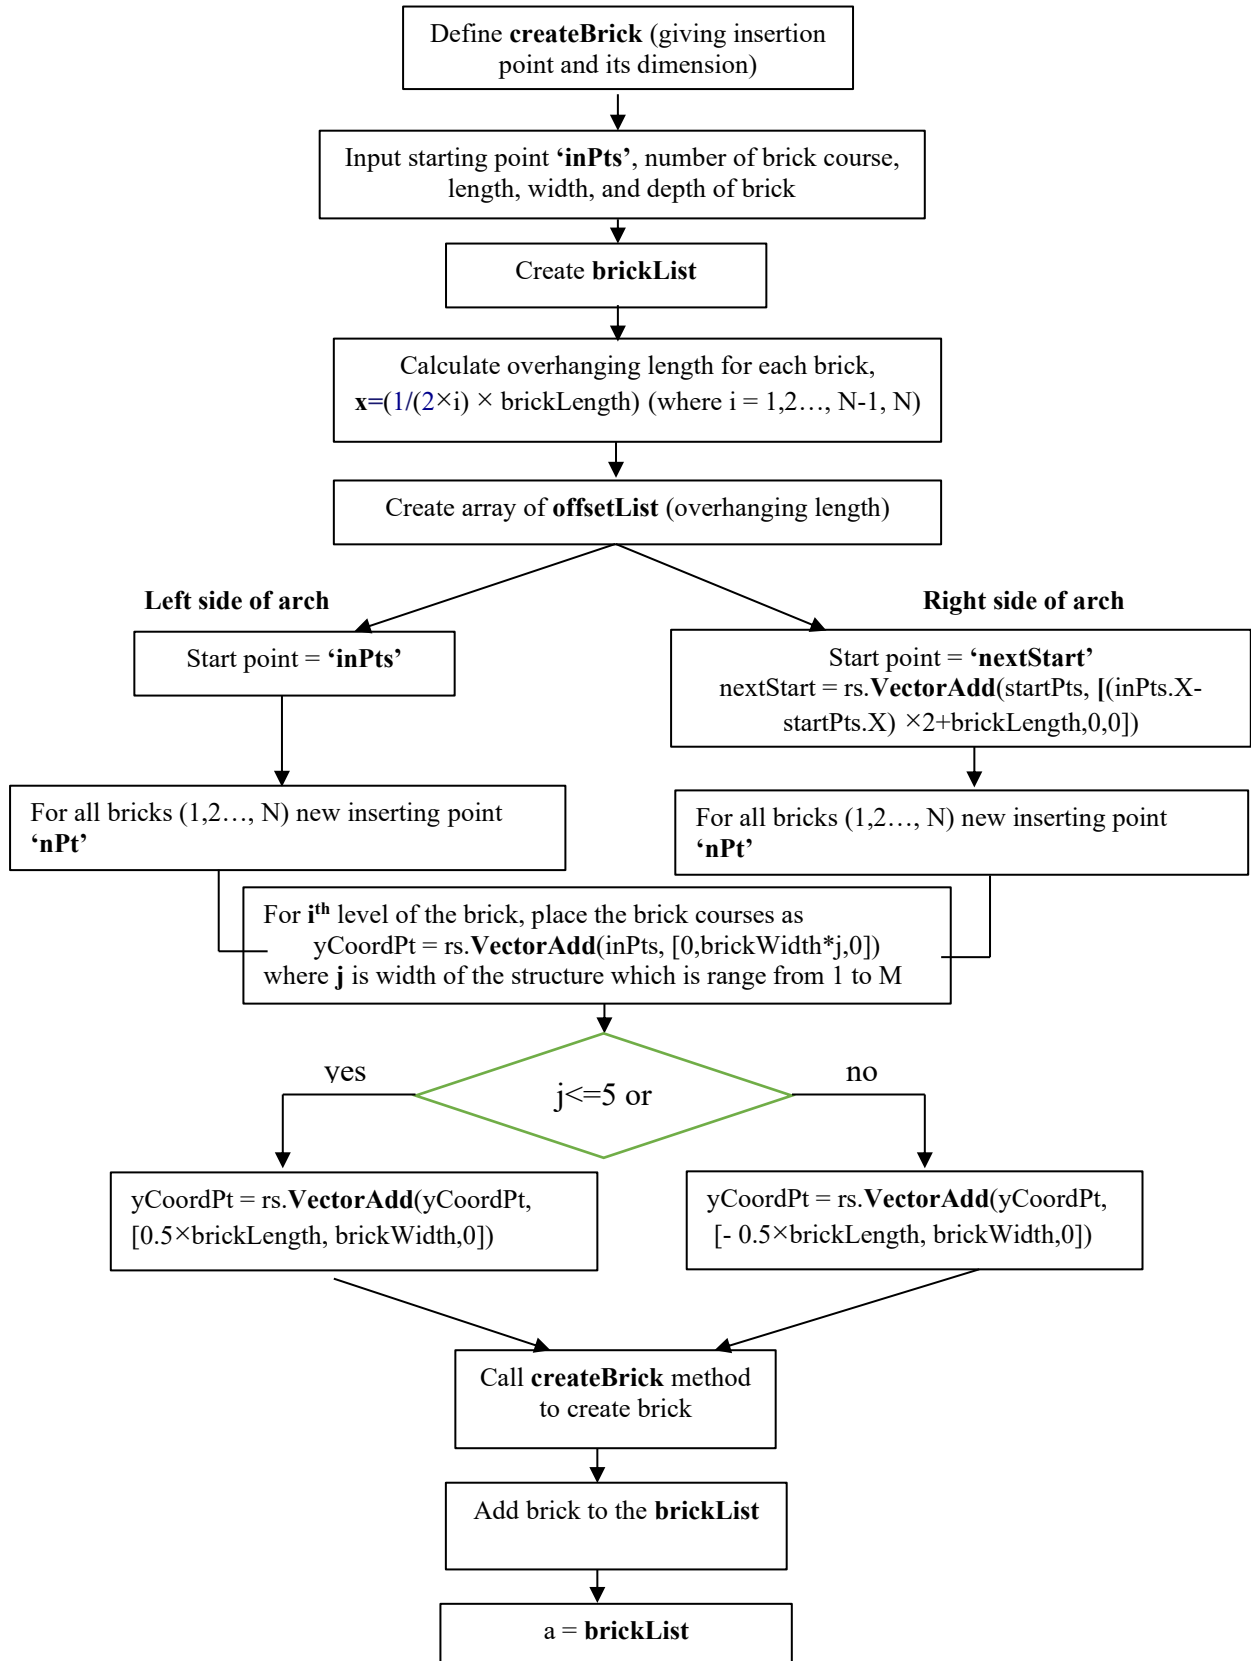 Define createBrick (giving insertion
point and its dimension)
Input starting point ‘inPts’, number of brick course,
length, width, and depth of brick
Create brickList
Calculate overhanging length for each brick,
x=(1/(2×i) × brickLength) (where i = 1,2…, N-1, N)
Create array of offsetList (overhanging length)
Left side of arch
Right side of arch
Start point = ‘inPts’
Start point = ‘nextStart’
nextStart = rs.VectorAdd(startPts, [(inPts.X-
startPts.X) ×2+brickLength,0,0])
For all bricks (1,2…, N) new inserting point
‘nPt’
For all bricks (1,2…, N) new inserting point
‘nPt’
For ith level of the brick, place the brick courses as
yCoordPt = rs.VectorAdd(inPts, [0,brickWidth*j,0])
where j is width of the structure which is range from 1 to M
yes
no
j<=5 or
yCoordPt = rs.VectorAdd(yCoordPt,
[0.5×brickLength, brickWidth,0])
yCoordPt = rs.VectorAdd(yCoordPt,
[- 0.5×brickLength, brickWidth,0])
Call createBrick method
to create brick
Add brick to the brickList
a = brickList